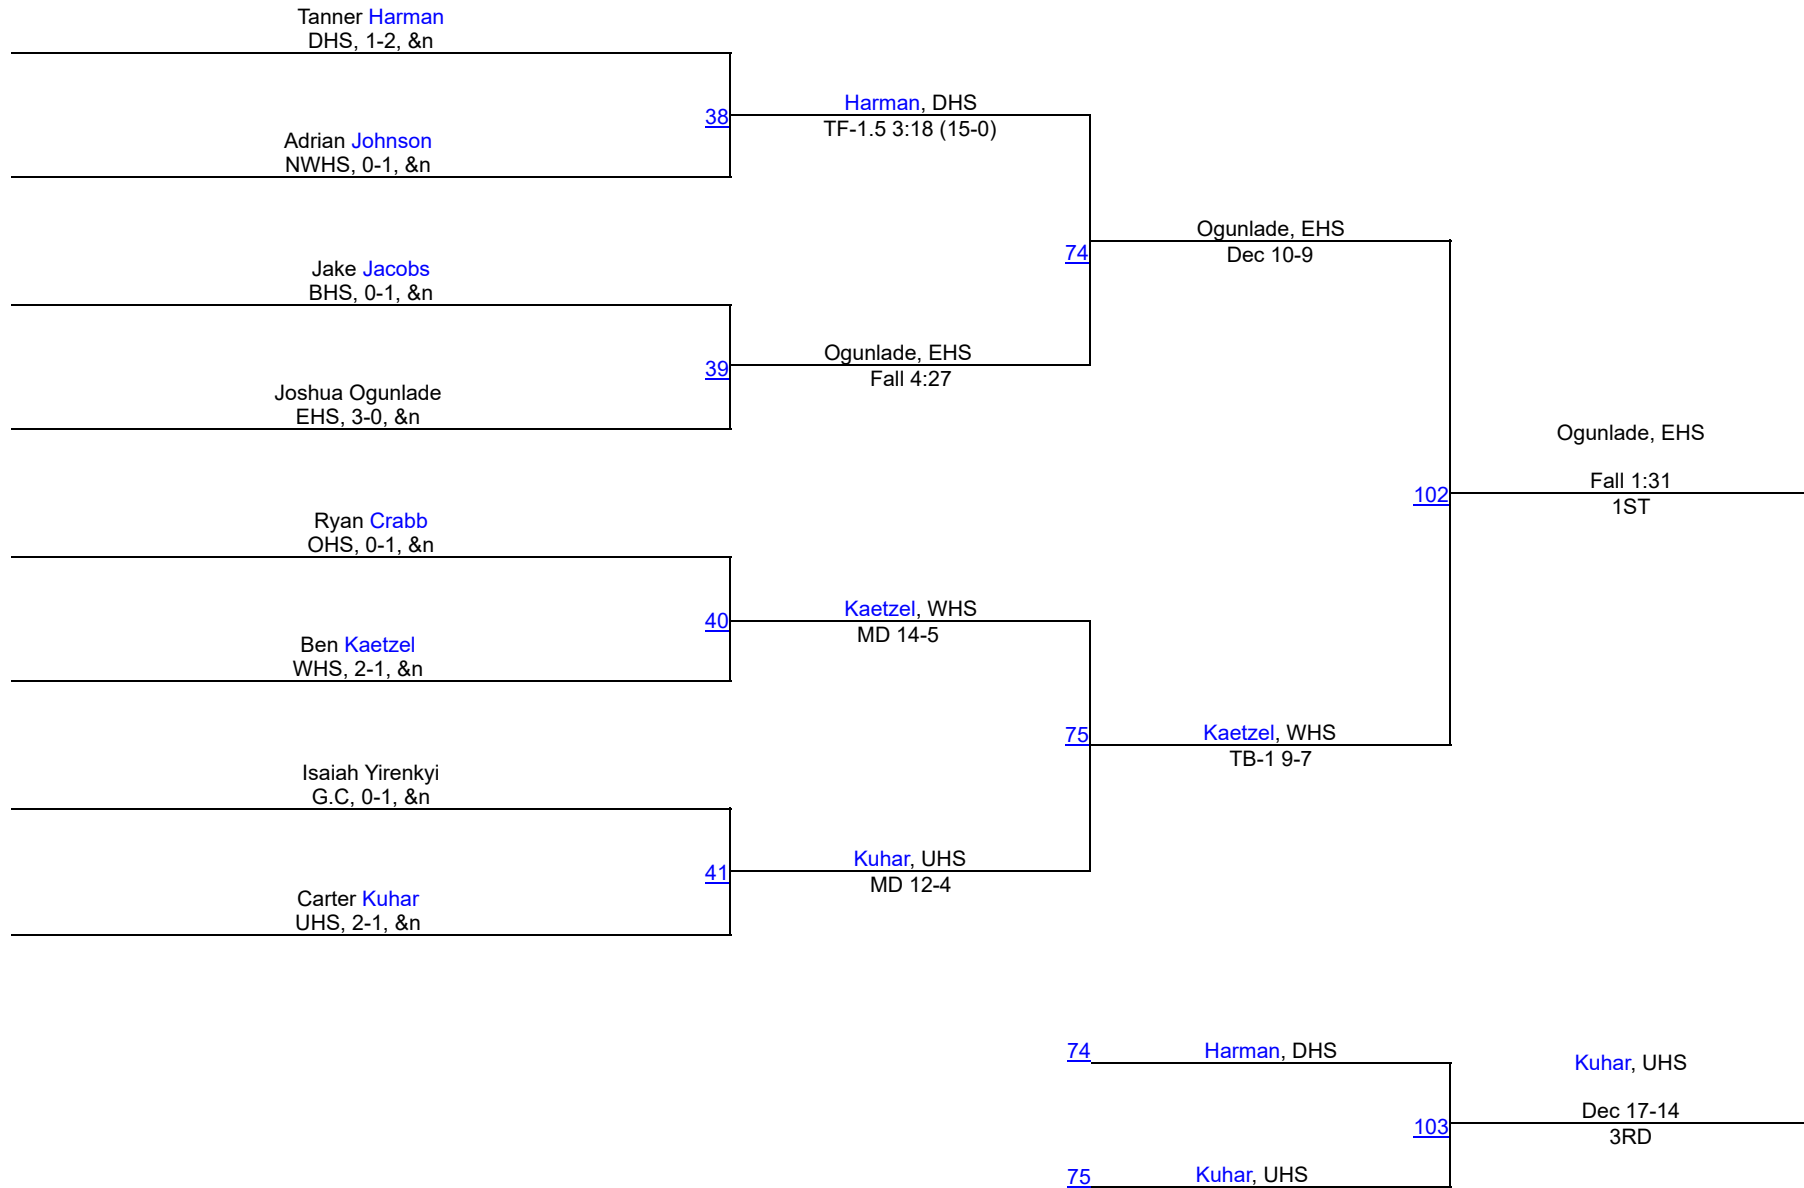 Tanner Harman
DHS, 1-2, &n
38
Harman, DHS
TF-1.5 3:18 (15-0)
Adrian Johnson
NWHS, 0-1, &n
74
Ogunlade, EHS
Dec 10-9
Jake Jacobs
BHS, 0-1, &n
39
Ogunlade, EHS
Fall 4:27
Joshua Ogunlade
EHS, 3-0, &n
102
Ogunlade, EHS
Fall 1:31
1ST
Ryan Crabb
OHS, 0-1, &n
40
Kaetzel, WHS
MD 14-5
Ben Kaetzel
WHS, 2-1, &n
75
Kaetzel, WHS
TB-1 9-7
Isaiah Yirenkyi
G.C, 0-1, &n
41
Kuhar, UHS
MD 12-4
Carter Kuhar
UHS, 2-1, &n
74
Harman, DHS
103
Kuhar, UHS
Dec 17-14
3RD
75
Kuhar, UHS